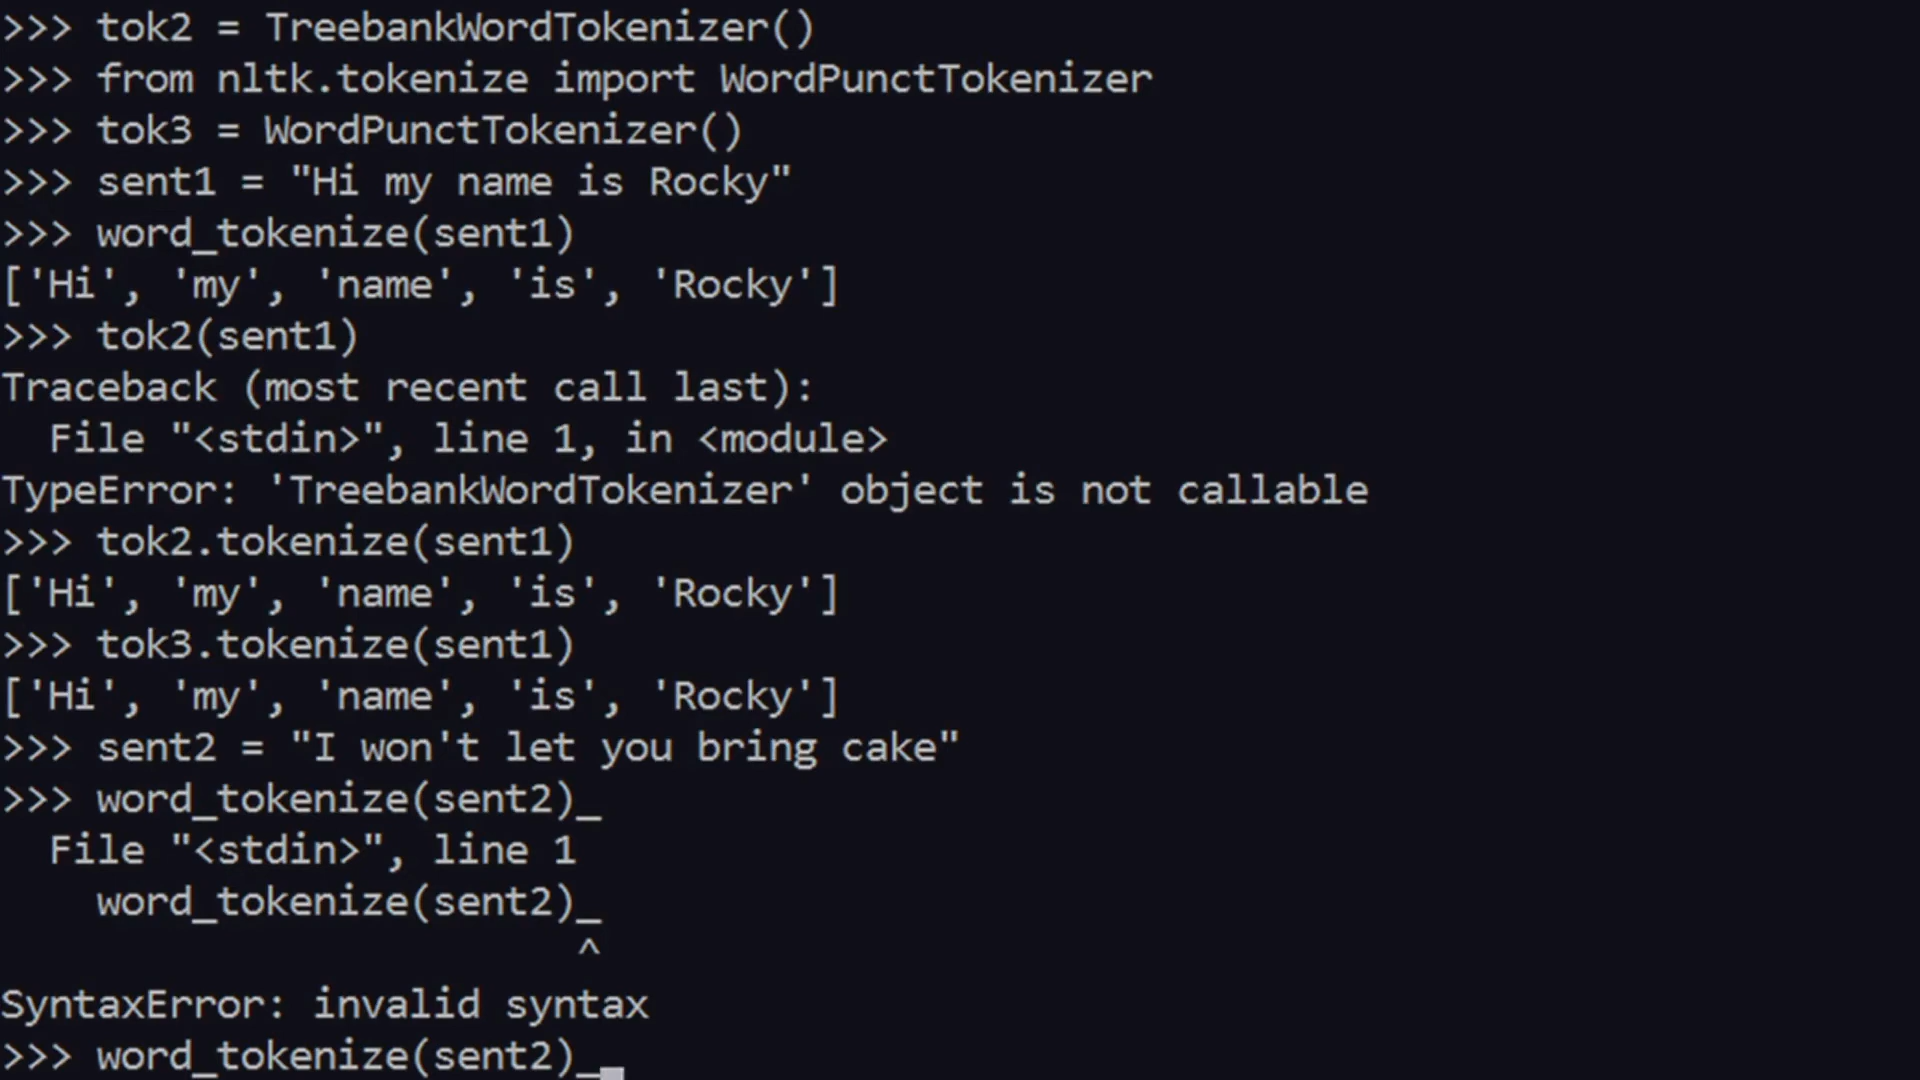 >>> tok2 = TreebankWordTokenizer()
>>> from nltk.tokenize import WordPunctTokenizer
>>> tok3 = WordPunctTokenizer()
>>> sent1 = "Hi my name is Rocky"
>>> word_tokenize(sent1)
['Hi', 'my', 'name', 'is', 'Rocky']
>>> tok2(sent1)
Traceback (most recent call last):
  File "<stdin>", line 1, in <module>
TypeError: 'TreebankWordTokenizer' object is not callable
>>> tok2.tokenize(sent1)
['Hi', 'my', 'name', 'is', 'Rocky']
>>> tok3.tokenize(sent1)
['Hi', 'my', 'name', 'is', 'Rocky']
>>> sent2 = "I won't let you bring cake"
>>> word_tokenize(sent2)_
  File "<stdin>", line 1
    word_tokenize(sent2)_
                        ^
SyntaxError: invalid syntax
>>> word_tokenize(sent2)_